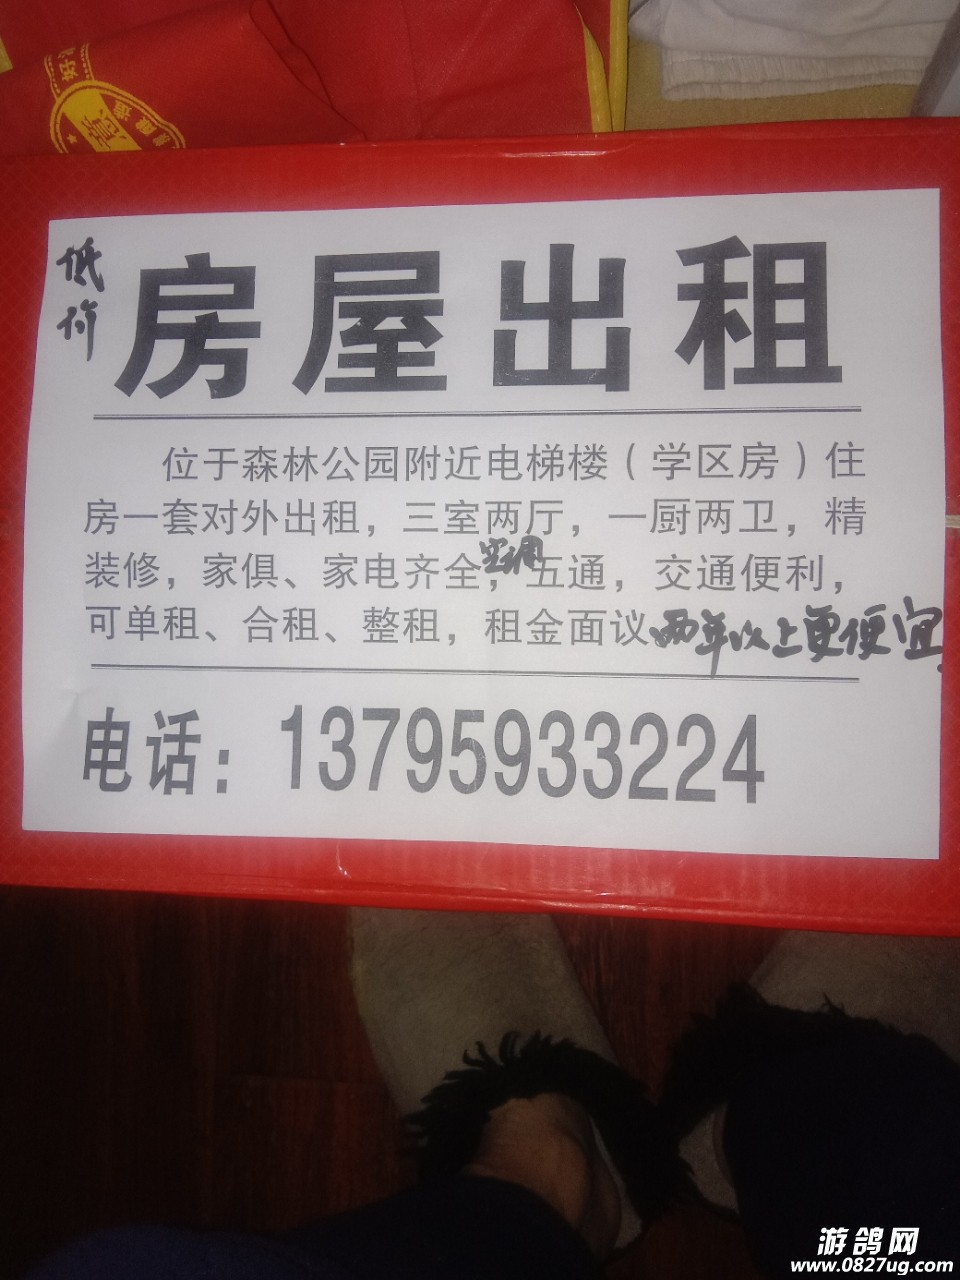 好
喜
低价
房屋出租
位于森林公园附近电梯楼（学区房）住
房一套对外出租，三室两厅，一厨两卫，精
装修，家俱、家电齐全，空调五通，交通便利，
可单租、合租、整租，租金面议两年以上更便宜
电话：13795933224
游鸽网
www.0827ug.com